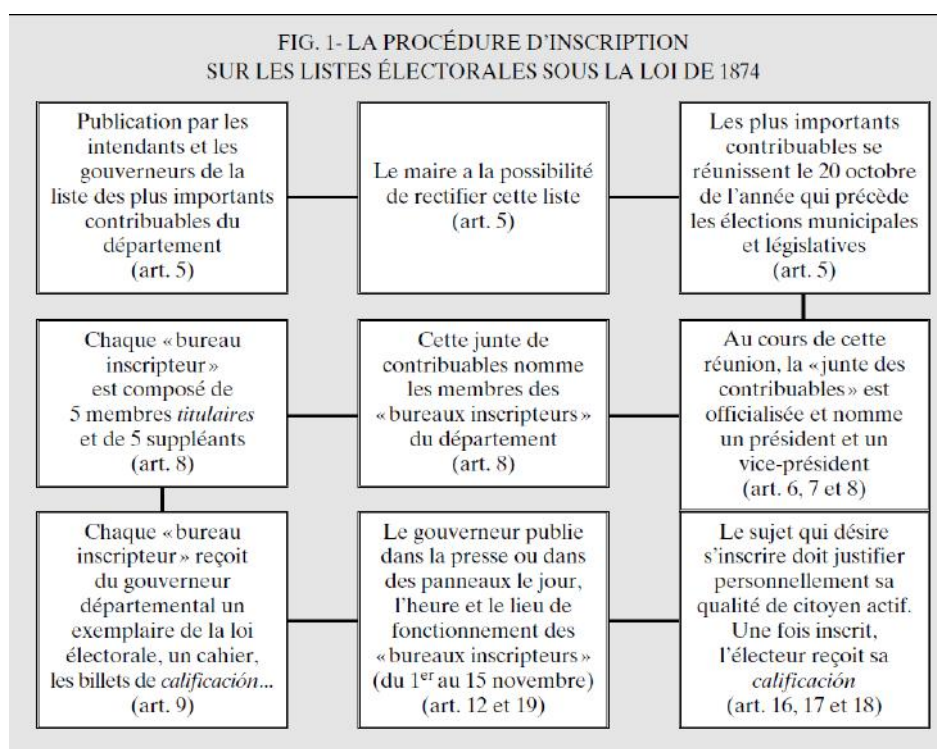 FIG. 1- LA PROCÉDURE D'INSCRIPTION
SUR LES LISTES ÉLECTORALES SOUS LA LOI DE 1874
Publication par les
intendants et les
gouverneurs de la
liste des plus importants
contribuables du
département
(art. 5)
Le maire a la possibilité
de rectifier cette liste
(art. 5)
Les plus importants
contribuables se
réunissent le 20 octobre
de l'année qui précède
les élections municipales
et législatives
(art. 5)
Chaque « bureau
inscripteur »
est composé de
5 membres titulaires
et de 5 suppléants
(art. 8)
Cette junte de
contribuables nomme
les membres des
« bureaux inscripteurs »
du département
(art. 8)
Au cours de cette
réunion, la « junte des
contribuables » est
officialisée et nomme
un président et un
vice-président
(art. 6, 7 et 8)
Chaque « bureau
inscripteur » reçoit
du gouverneur
départemental un
exemplaire de la loi
électorale, un cahier,
les billets de calificación...
(art. 9)
Le gouverneur publie
dans la presse ou dans
des panneaux le jour,
l'heure et le lieu de
fonctionnement des
« bureaux inscripteurs »
(du 1er au 15 novembre)
(art. 12 et 19)
Le sujet qui désire
s'inscrire doit justifier
personnellement sa
qualité de citoyen actif.
Une fois inscrit,
l'électeur reçoit sa
calificación
(art. 16, 17 et 18)